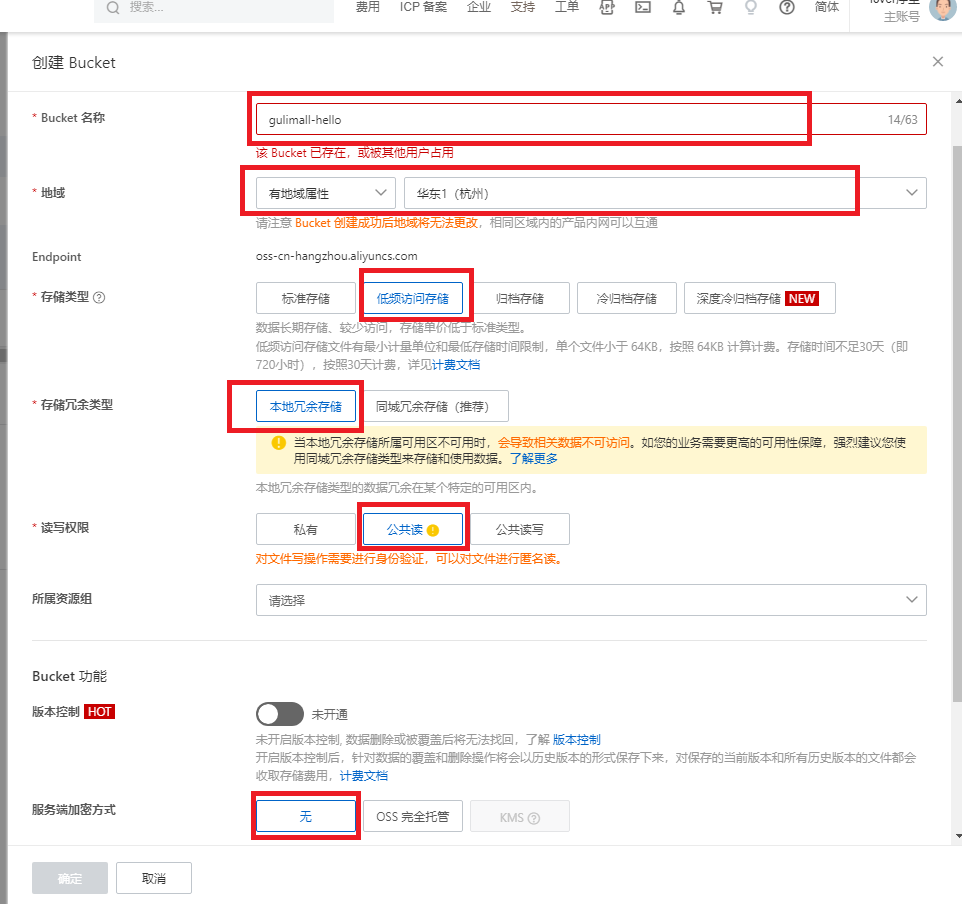 搜索...
费用
ICP 备案
企业
支持
工单
简体
主账号
创建 Bucket
* Bucket 名称
gulimall-hello
14/63
该 Bucket 已存在，或被其他用户占用
* 地域
有地域属性
华东1（杭州）
请注意 Bucket 创建成功后地域将无法更改，相同区域内的产品内网可以互通
Endpoint
oss-cn-hangzhou.aliyuncs.com
* 存储类型
标准存储
低频访问存储
归档存储
冷归档存储
深度冷归档存储 NEW
数据长期存储、较少访问，存储单价低于标准类型。
低频访问存储文件有最小计量单位和最低存储时间限制，单个文件小于 64KB，按照 64KB 计算计费。存储时间不足30天（即
720小时），按照30天计费，详见计费文档
* 存储冗余类型
本地冗余存储
同城冗余存储（推荐）
当本地冗余存储所属可用区不可用时，会导致相关数据不可访问。如您的业务需要更高的可用性保障，强烈建议您使
用同城冗余存储类型来存储和使用数据。了解更多
本地冗余存储类型的数据冗余在某个特定的可用区内。
* 读写权限
私有
公共读
公共读写
对文件写操作需要进行身份验证，可以对文件进行匿名读。
所属资源组
请选择
Bucket 功能
版本控制 HOT
未开通
未开启版本控制, 数据删除或被覆盖后将无法找回，了解 版本控制
开启版本控制后，针对数据的覆盖和删除操作将会以历史版本的形式保存下来，对保存的当前版本和所有历史版本的文件都会
收取存储费用，计费文档
服务端加密方式
无
OSS 完全托管
KMS
确定
取消